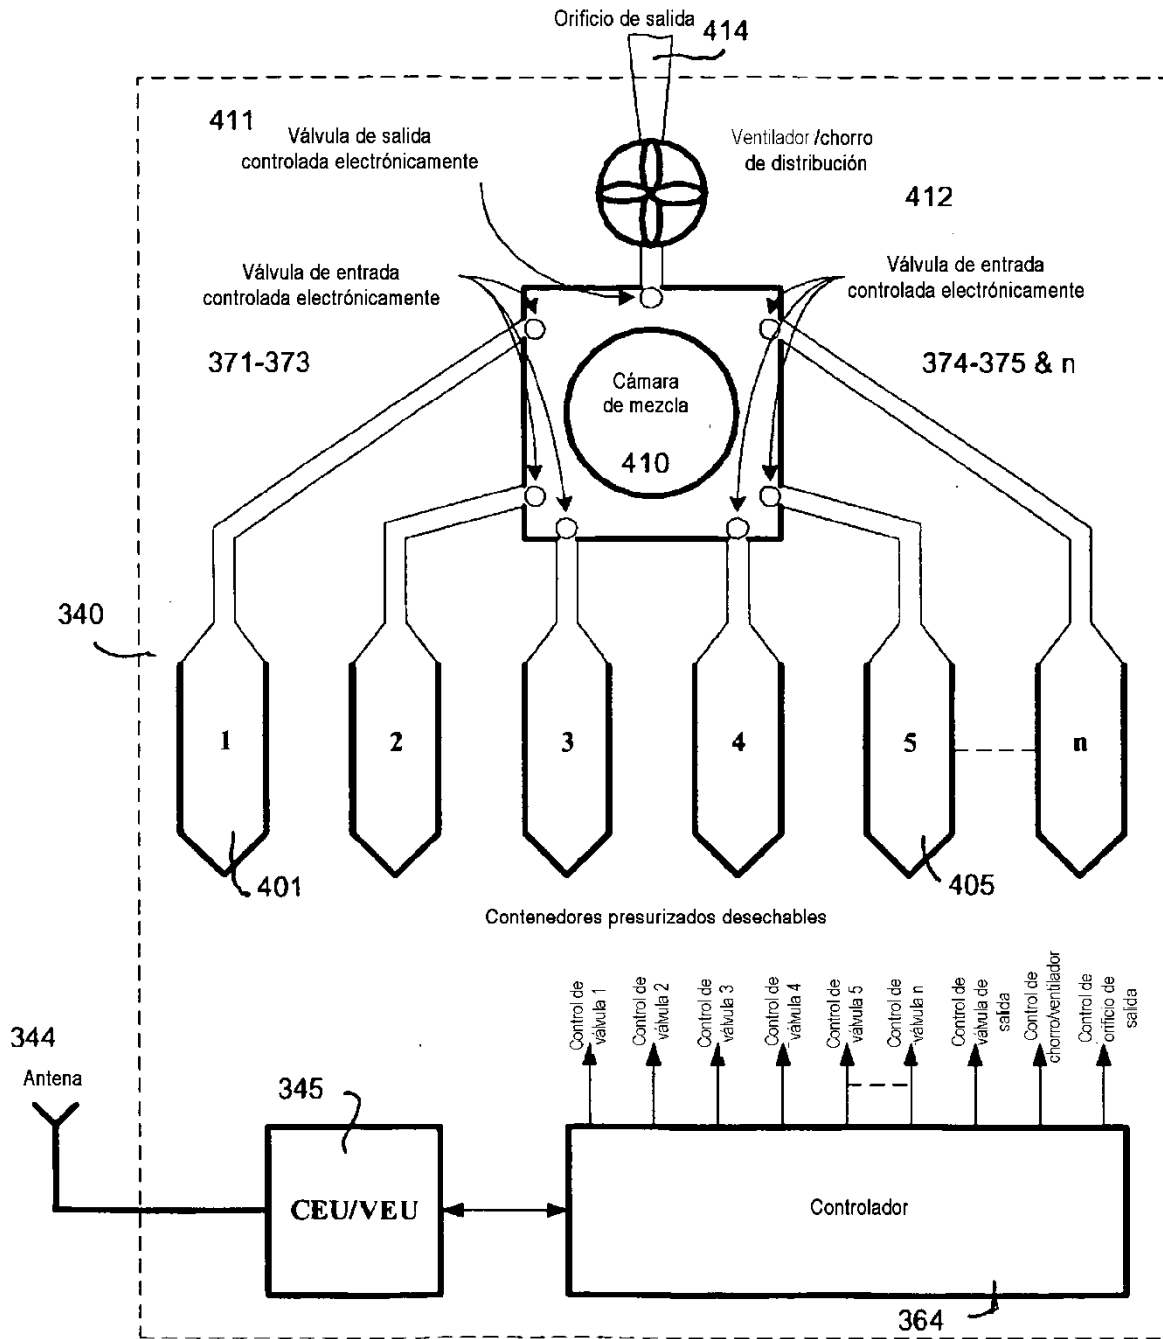 Orificio de salida
414
411
Válvula de salida
controlada electrónicamente
Ventilador /chorro
de distribución
412
Válvula de entrada
controlada electrónicamente
Válvula de entrada
controlada electrónicamente
371-373
374-375 & n
Cámara
de mezcla
410
340
1
2
3
4
5
n
401
405
Contenedores presurizados desechables
Control de
válvula 1
Control de
válvula 2
Control de
válvula 3
Control de
válvula 4
Control de
válvula 5
Control de
válvula n
Control de
válvula de
salida
Control de
chorro/ventilador
Control de
orificio de
salida
344
Antena
345
CEU/VEU
Controlador
364